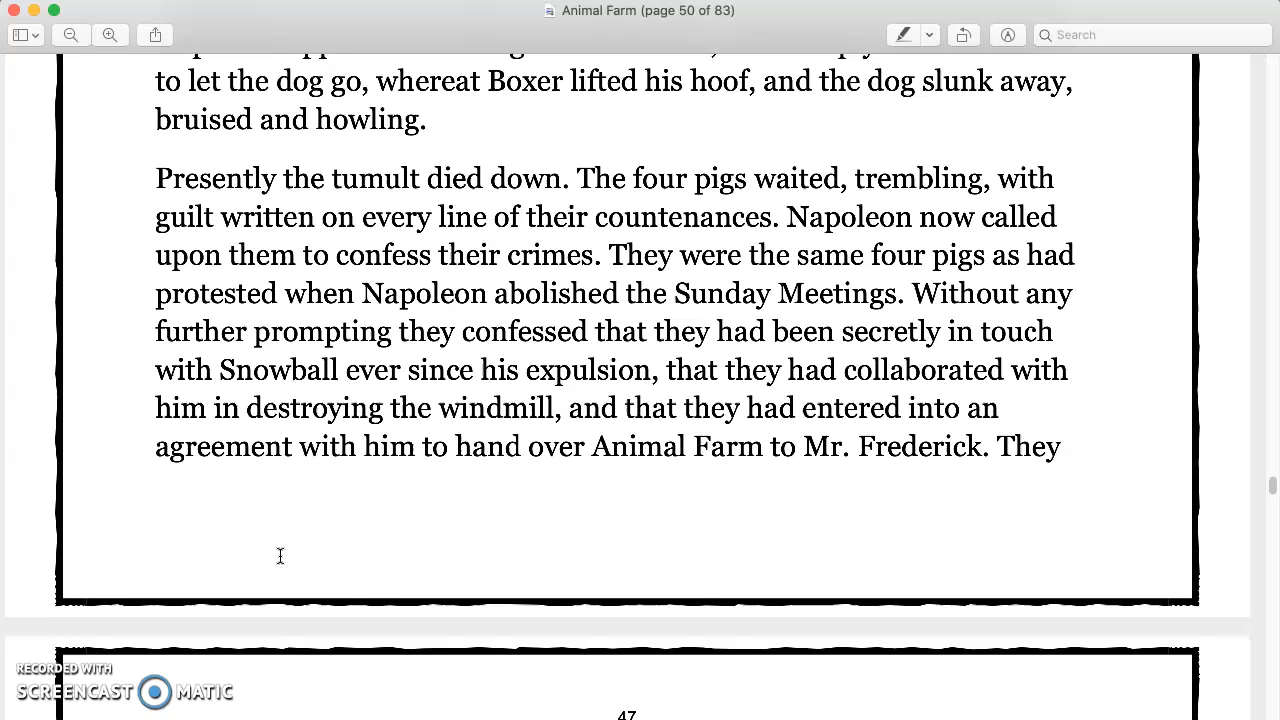 Animal Farm (page 50 of 83)
Search
to let the dog go, whereat Boxer lifted his hoof, and the dog slunk away,
bruised and howling.
Presently the tumult died down. The four pigs waited, trembling, with
guilt written on every line of their countenances. Napoleon now called
upon them to confess their crimes. They were the same four pigs as had
protested when Napoleon abolished the Sunday Meetings. Without any
further prompting they confessed that they had been secretly in touch
with Snowball ever since his expulsion, that they had collaborated with
him in destroying the windmill, and that they had entered into an
agreement with him to hand over Animal Farm to Mr. Frederick. They
RECORDED WITH
SCREENCAST MATIC
47